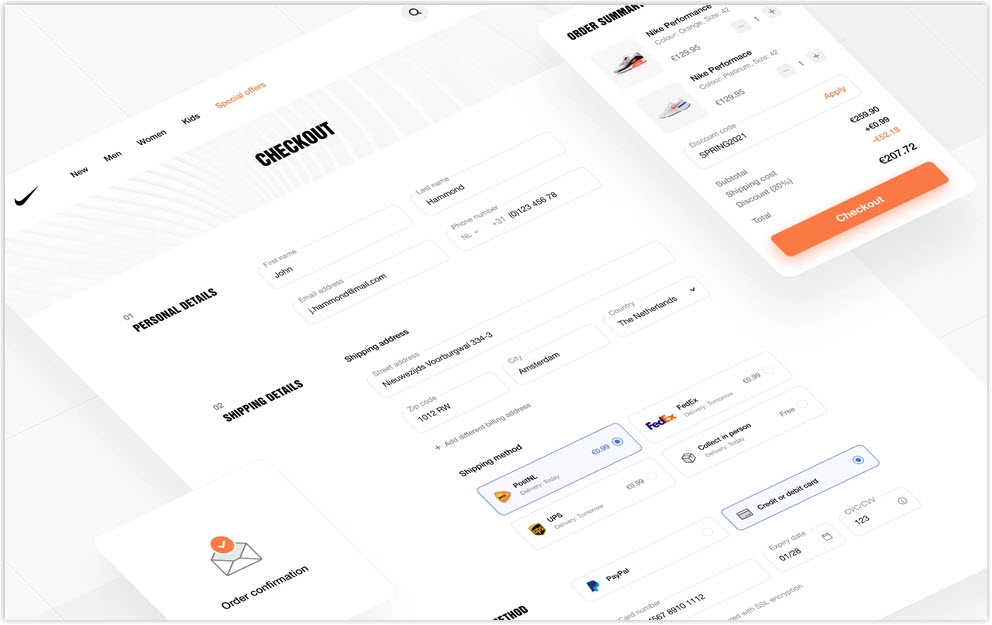 New
Men
Women
Kids
Special offers
CHECKOUT
01
PERSONAL DETAILS
First name
John
Last name
Hammond
Email address
j.hammond@mail.com
Phone number
NL
+31 (0)123 456 78
02
SHIPPING DETAILS
Shipping address
Street address
Nieuwezijds Voorburgwal 334-3
Zip code
1012 RW
City
Amsterdam
Country
The Netherlands
+ Add different billing address
Shipping method
PostNL
Delivery: Today
€0.99
FedEx
FedEx
Delivery: Tomorrow
€0.99
ups
UPS
Delivery: Tomorrow
€0.99
Collect in person
Delivery: Today
Free
PayPal
Credit or debit card
Card number
4567 8910 1112
Expiry date
01/28
CVC/CVV
123
with SSL encryption
ORDER SUMMARY
Nike Performance
Colour: Orange, Size: 42
€129.95
1
Nike Performace
Colour: Platinum, Size: 42
€129.95
1
Discount code
SPRING2021
Apply
Subtotal
€259.90
Shipping cost
+€0.99
Discount (20%)
-€52.18
Total
€207.72
Checkout
Order confirmation